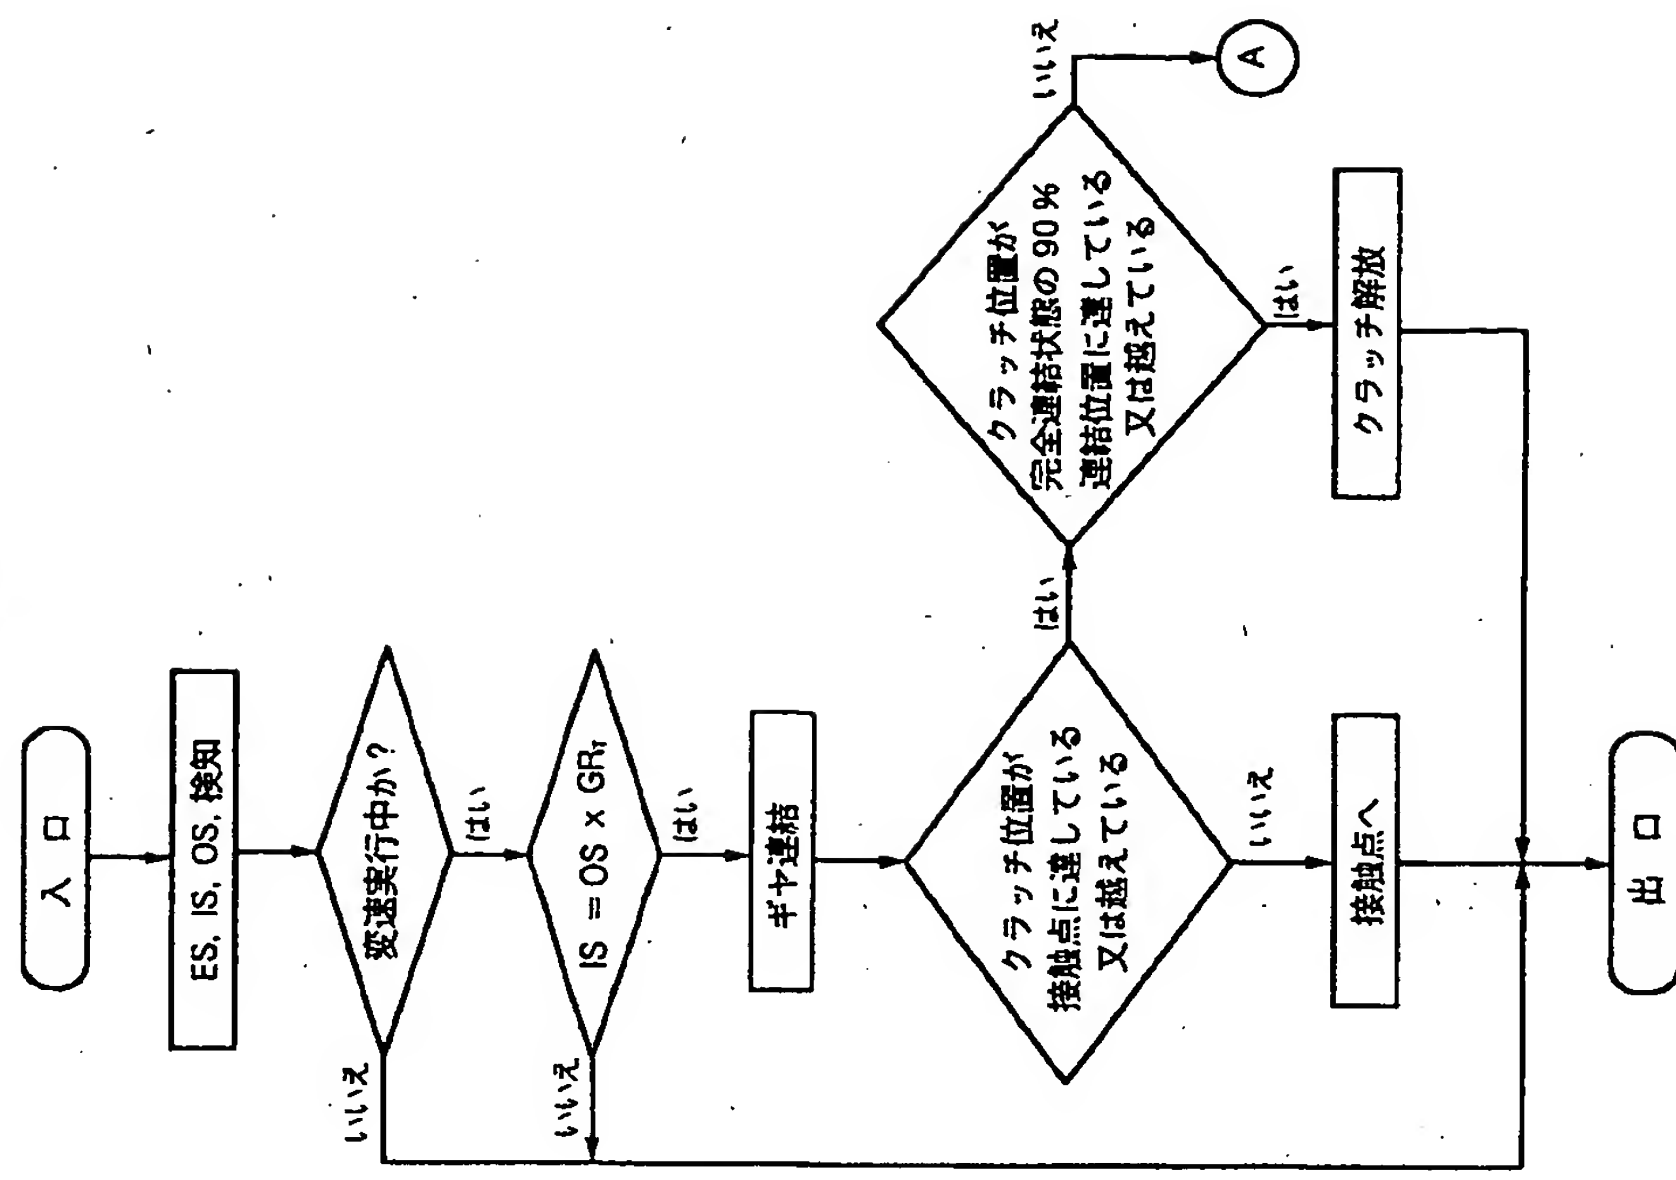 入口
ES, IS, OS, 検知
変速実行中か?
いいえ
はい
IS = OS x GRT
いいえ
はい
ギヤ連結
クラッチ位置が
接触点に達している
又は越えている
はい
いいえ
クラッチ位置が
完全連結状態の90%
連結位置に達している
又は越えている
いいえ
A
はい
接触点へ
クラッチ解放
出口